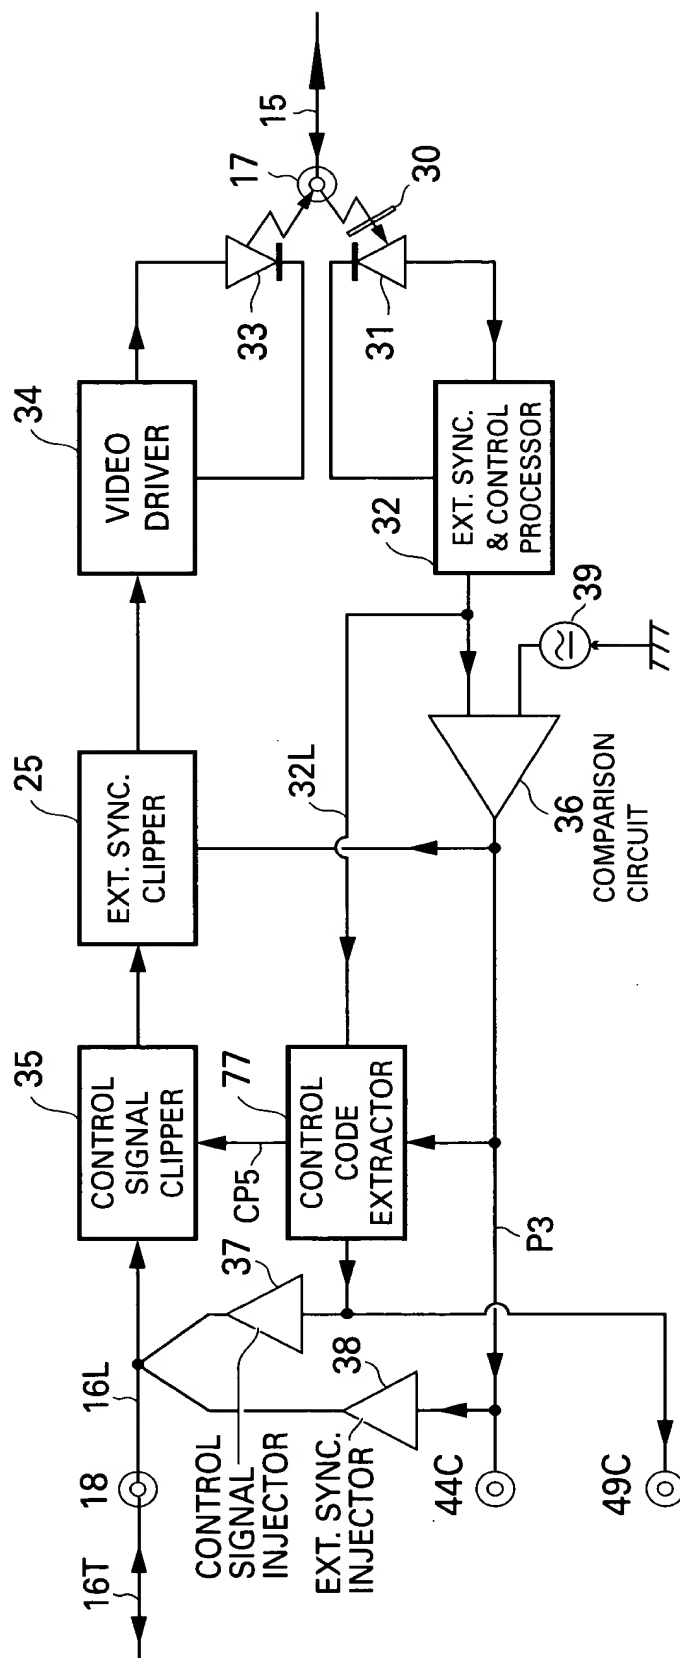 16T
18
16L
35
CONTROL
SIGNAL
CLIPPER
25
EXT. SYNC.
CLIPPER
34
VIDEO
DRIVER
33
17
15
30
31
CONTROL
SIGNAL
INJECTOR
37
CP5
77
CONTROL
CODE
EXTRACTOR
32L
32
EXT. SYNC.
& CONTROL
PROCESSOR
EXT. SYNC.
INJECTOR
38
44C
P3
36
COMPARISON
CIRCUIT
39
49C